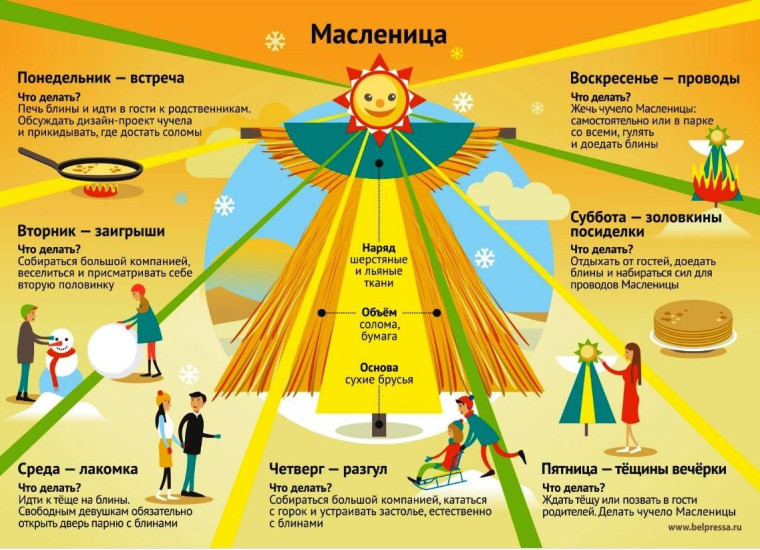 Масленица
Понедельник — встреча
Что делать?
Печь блины и идти в гости к родственникам.
Обсуждать дизайн-проект чучела
и прикидывать, где достать соломы
Вторник — заигрыши
Что делать?
Собираться большой компанией,
веселиться и присматривать себе
вторую половинку
Среда — лакомка
Что делать?
Идти к тёще на блины.
Свободным девушкам обязательно
открыть дверь парню с блинами
Четверг — разгул
Что делать?
Собираться большой компанией, кататься
с горок и устраивать застолье, естественно
с блинами
Пятница — тёщины вечёрки
Что делать?
Ждать тёщу или позвать в гости
родителей. Делать чучело Масленицы
Суббота — золовкины
посиделки
Что делать?
Отдыхать от гостей, доедать
блины и набираться сил для
проводов Масленицы
Воскресенье — проводы
Что делать?
Жечь чучело Масленицы:
самостоятельно или в парке
со всеми, гулять
и доедать блины
Наряд
шерстяные
и льяные
ткани
Объём
солома,
бумага
Основа
сухие брусья
www.belpressa.ru